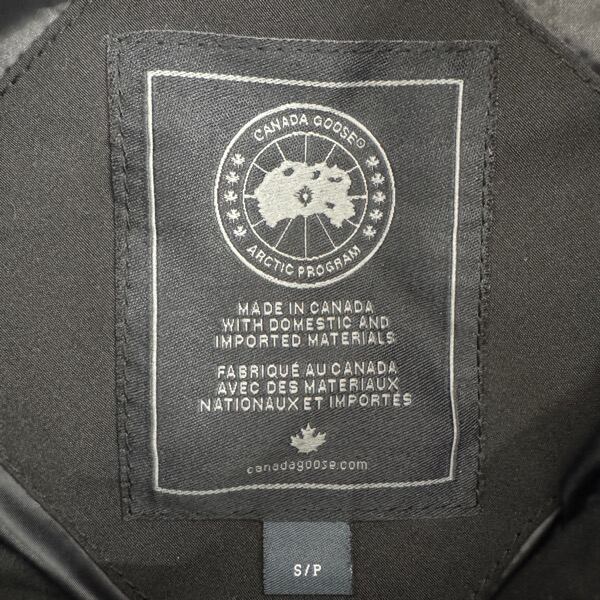 CANADA GOOSE®
ARCTIC PROGRAM
MADE IN CANADA
WITH DOMESTIC AND
IMPORTED MATERIALS
FABRIQUÉ AU CANADA
AVEC DES MATERIAUX
NATIONAUX ET IMPORTÉS
canadagoose.com
S/P